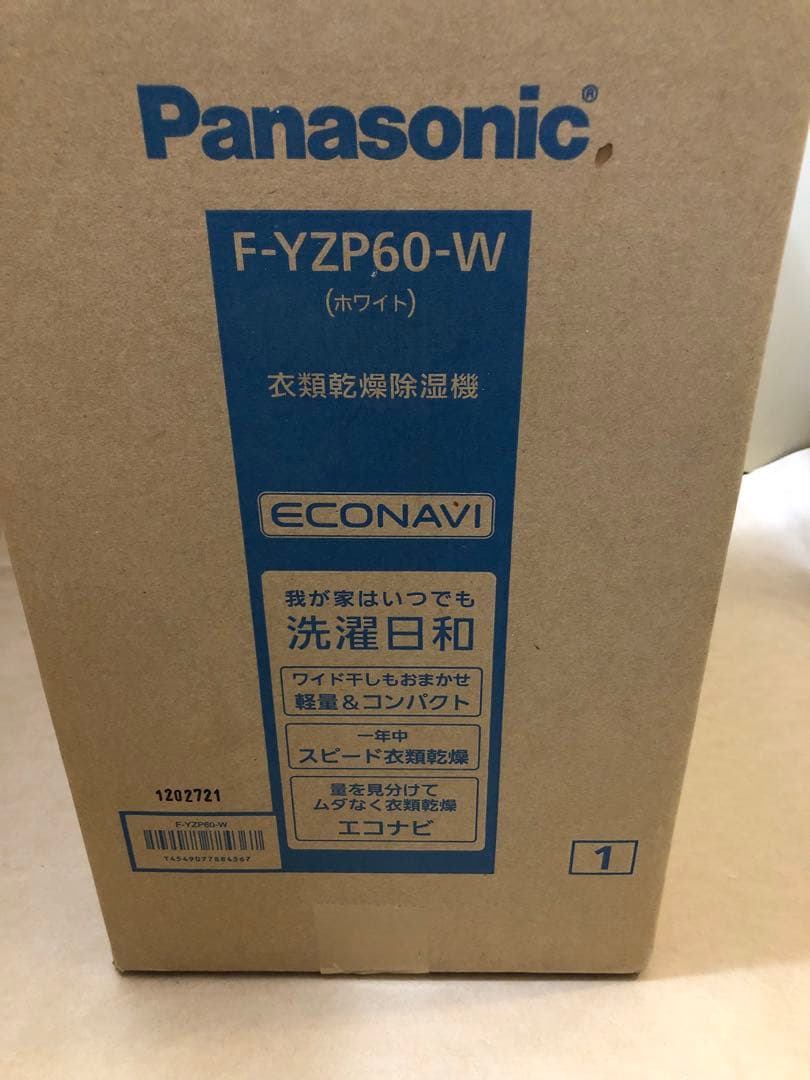 Panasonic®
F-YZP60-W
(ホワイト)
衣類乾燥除湿機
ECONAVI
我が家はいつでも
洗濯日和
ワイド干しもおまかせ
軽量&コンパクト
一年中
スピード衣類乾燥
量を見分けて
ムダなく衣類乾燥
エコナビ
1202721
F-YZP60-W
1